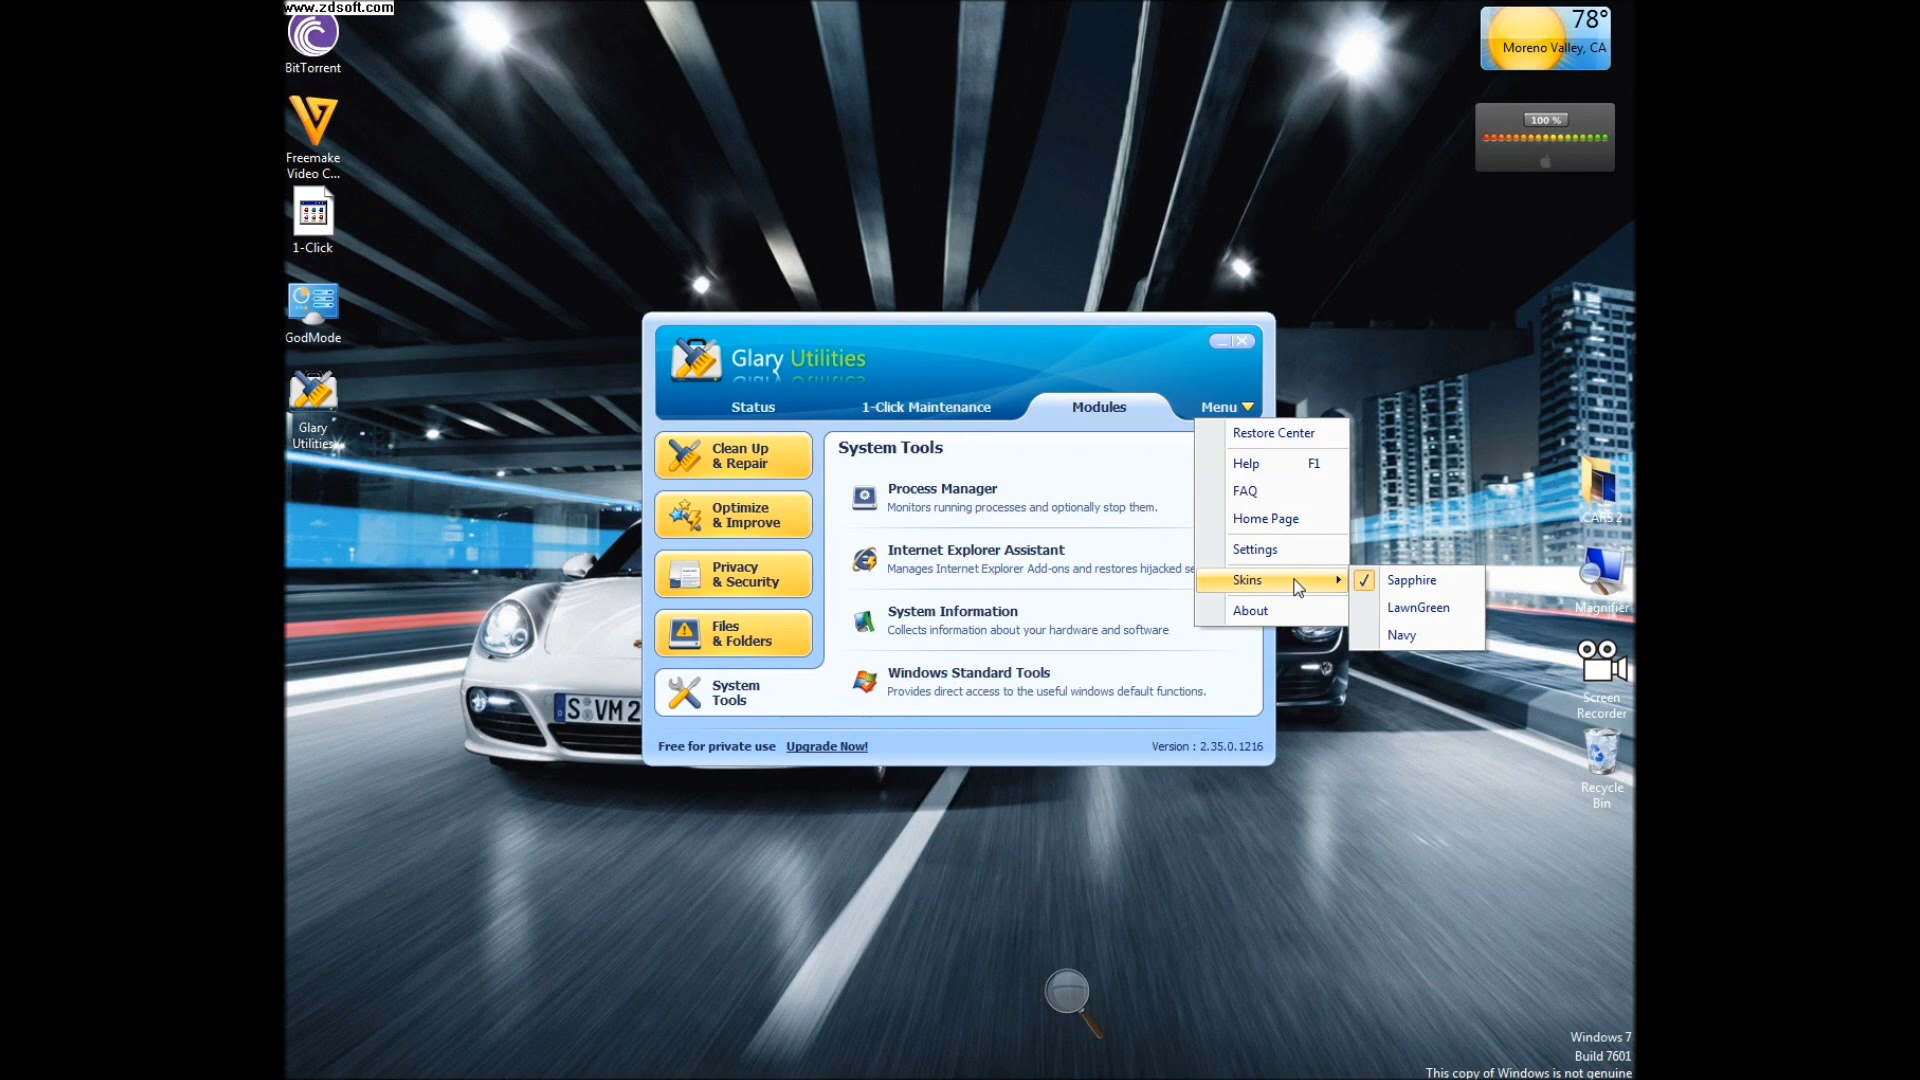 www.zdsoft.com
BitTorrent
Freemake
Video C...
1-Click
GodMode
Glary
Utilities
78°
Moreno Valley, CA
100 %
Glary Utilities
Status
1-Click Maintenance
Modules
Menu
Clean Up
& Repair
Optimize
& Improve
Privacy
& Security
Files
& Folders
System
Tools
System Tools
Process Manager
Monitors running processes and optionally stop them.
Internet Explorer Assistant
Manages Internet Explorer Add-ons and restores hijacked se
System Information
Collects information about your hardware and software
Windows Standard Tools
Provides direct access to the useful windows default functions.
Restore Center
Help F1
FAQ
Home Page
Settings
Skins
About
Sapphire
LawnGreen
Navy
Free for private use Upgrade Now!
Version : 2.35.0.1216
S VM 2
iCARS 2
Magnifier
Screen
Recorder
Recycle
Bin
Windows 7
Build 7601
This copy of Windows is not genuine